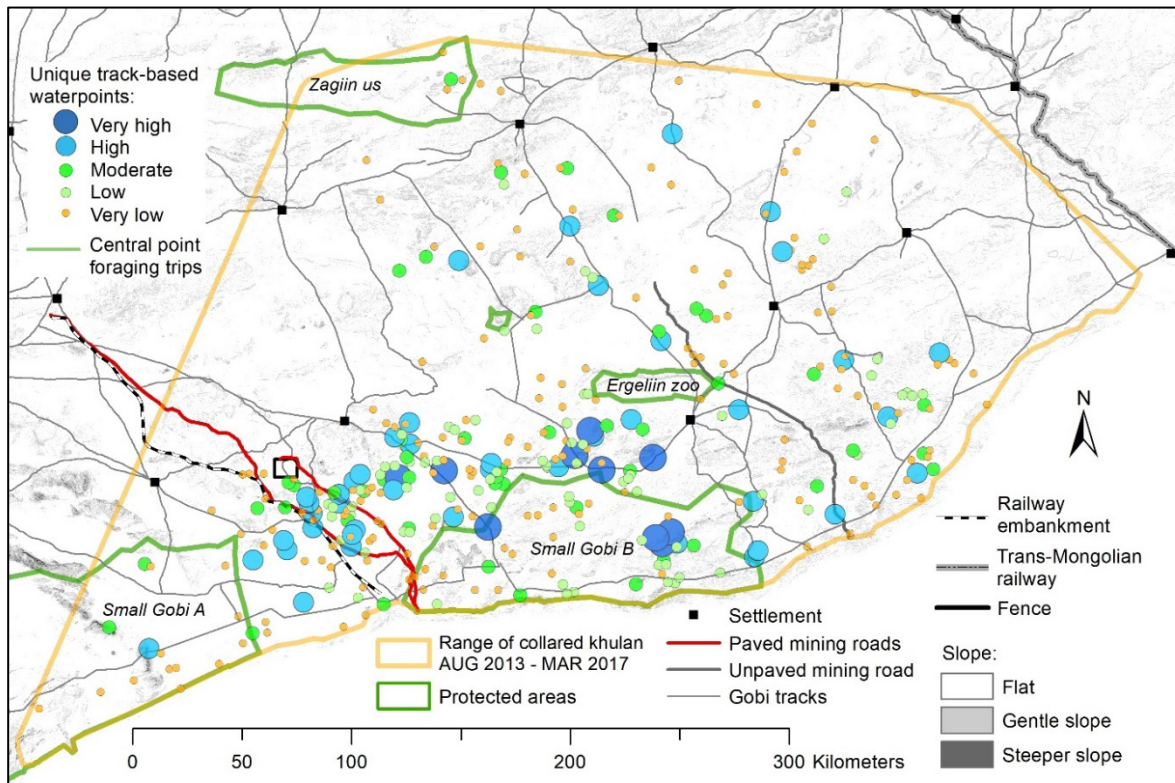 Unique track-based
waterpoints:
Very high
High
Moderate
Low
Very low
Central point
foraging trips
Zagiin us
Ergeliin zoo
Small Gobi B
Small Gobi A
N
Railway
embankment
Trans-Mongolian
railway
Fence
Settlement
Paved mining roads
Unpaved mining road
Gobi tracks
Range of collared khulan
AUG 2013 - MAR 2017
Protected areas
Slope:
Flat
Gentle slope
Steeper slope
0 50 100 200 300 Kilometers